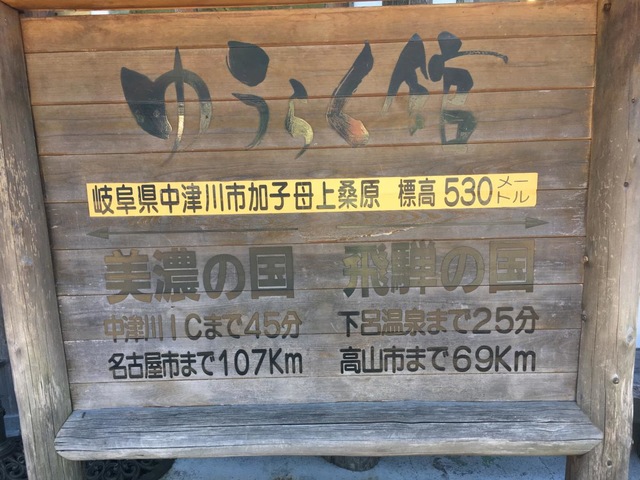 ゆうらく館
岐阜県中津川市加子母上桑原 標高530メートル
美濃の国 飛騨の国
中津川iCまで45分 下呂温泉まで25分
名古屋市まで107Km 高山市まで69Km